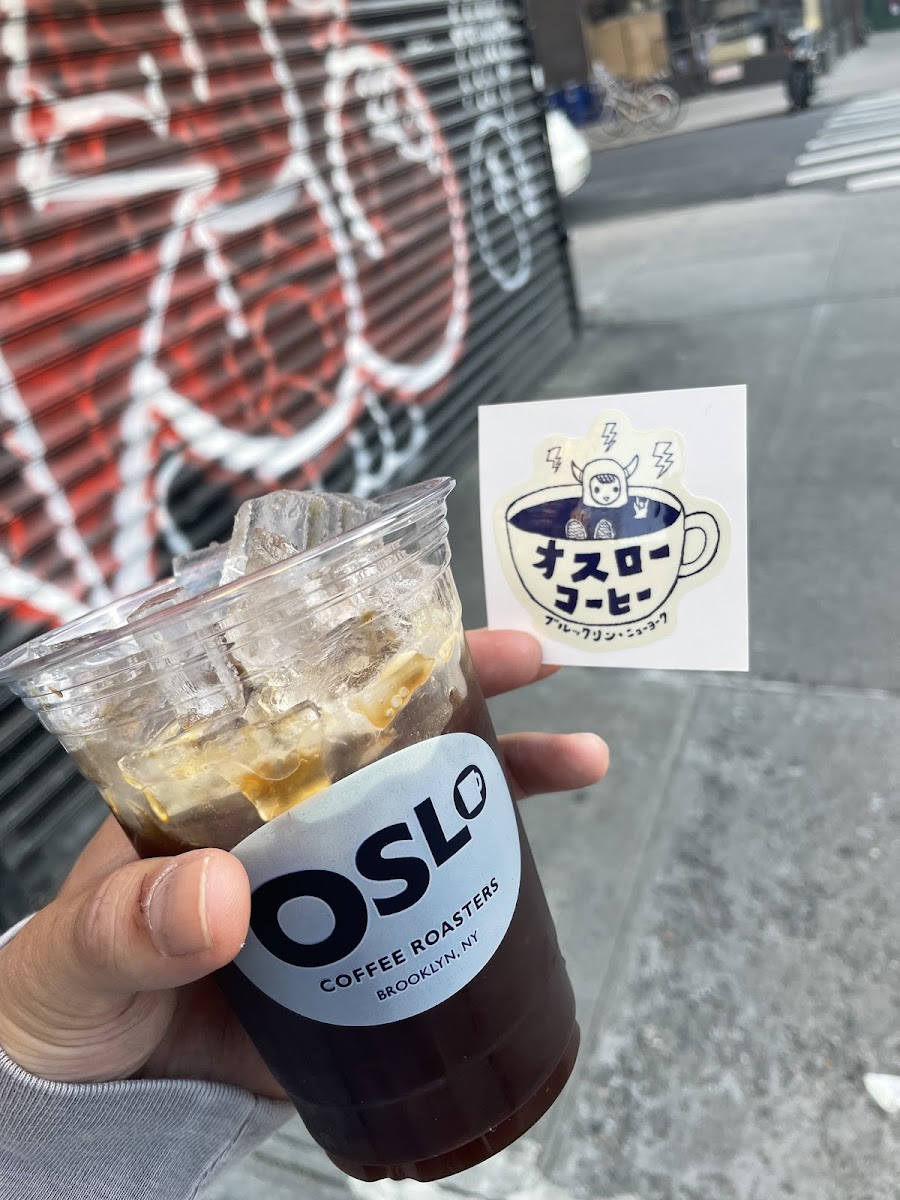 オスロー
コーヒー
ブルックリン・ニューヨーク
OSLO
COFFEE ROASTERS
BROOKLYN, NY